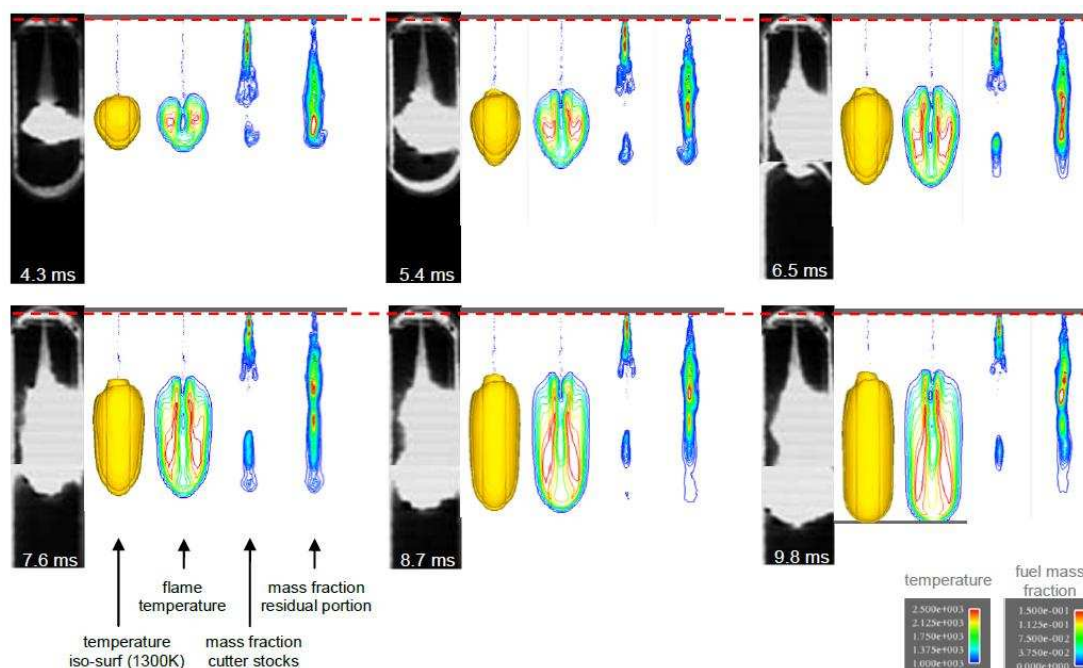 4.3 ms
5.4 ms
6.5 ms
7.6 ms
8.7 ms
9.8 ms
flame
temperature
mass fraction
residual portion
temperature
iso-surf (1300K)
mass fraction
cutter stocks
temperature
fuel mass
fraction
2.500e+003
2.125e+003
1.750e+003
1.375e+003
1.000e+003
1.500e-001
1.125e-001
7.500e-002
3.750e-002
0.000e+000